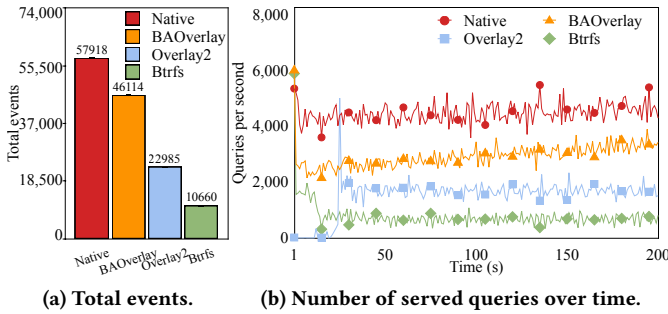 74,000
55,500
37,000
18,500
0
Total events
Native
BAOverlay
Overlay2
Btrfs
57918
46114
22985
10660
Native
BAOverlay
Overlay2
Btrfs
(a) Total events.
8,000
6,000
4,000
2,000
0
Queries per second
Native
BAOverlay
Overlay2
Btrfs
1
50
100
150
200
Time (s)
(b) Number of served queries over time.